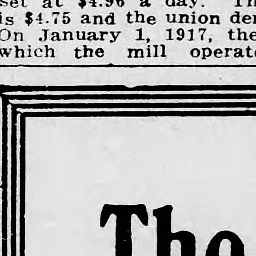 set at $4.96 a day. Th
is $4.75 and the union de
On January 1, 1917, the
which the mill operat
The